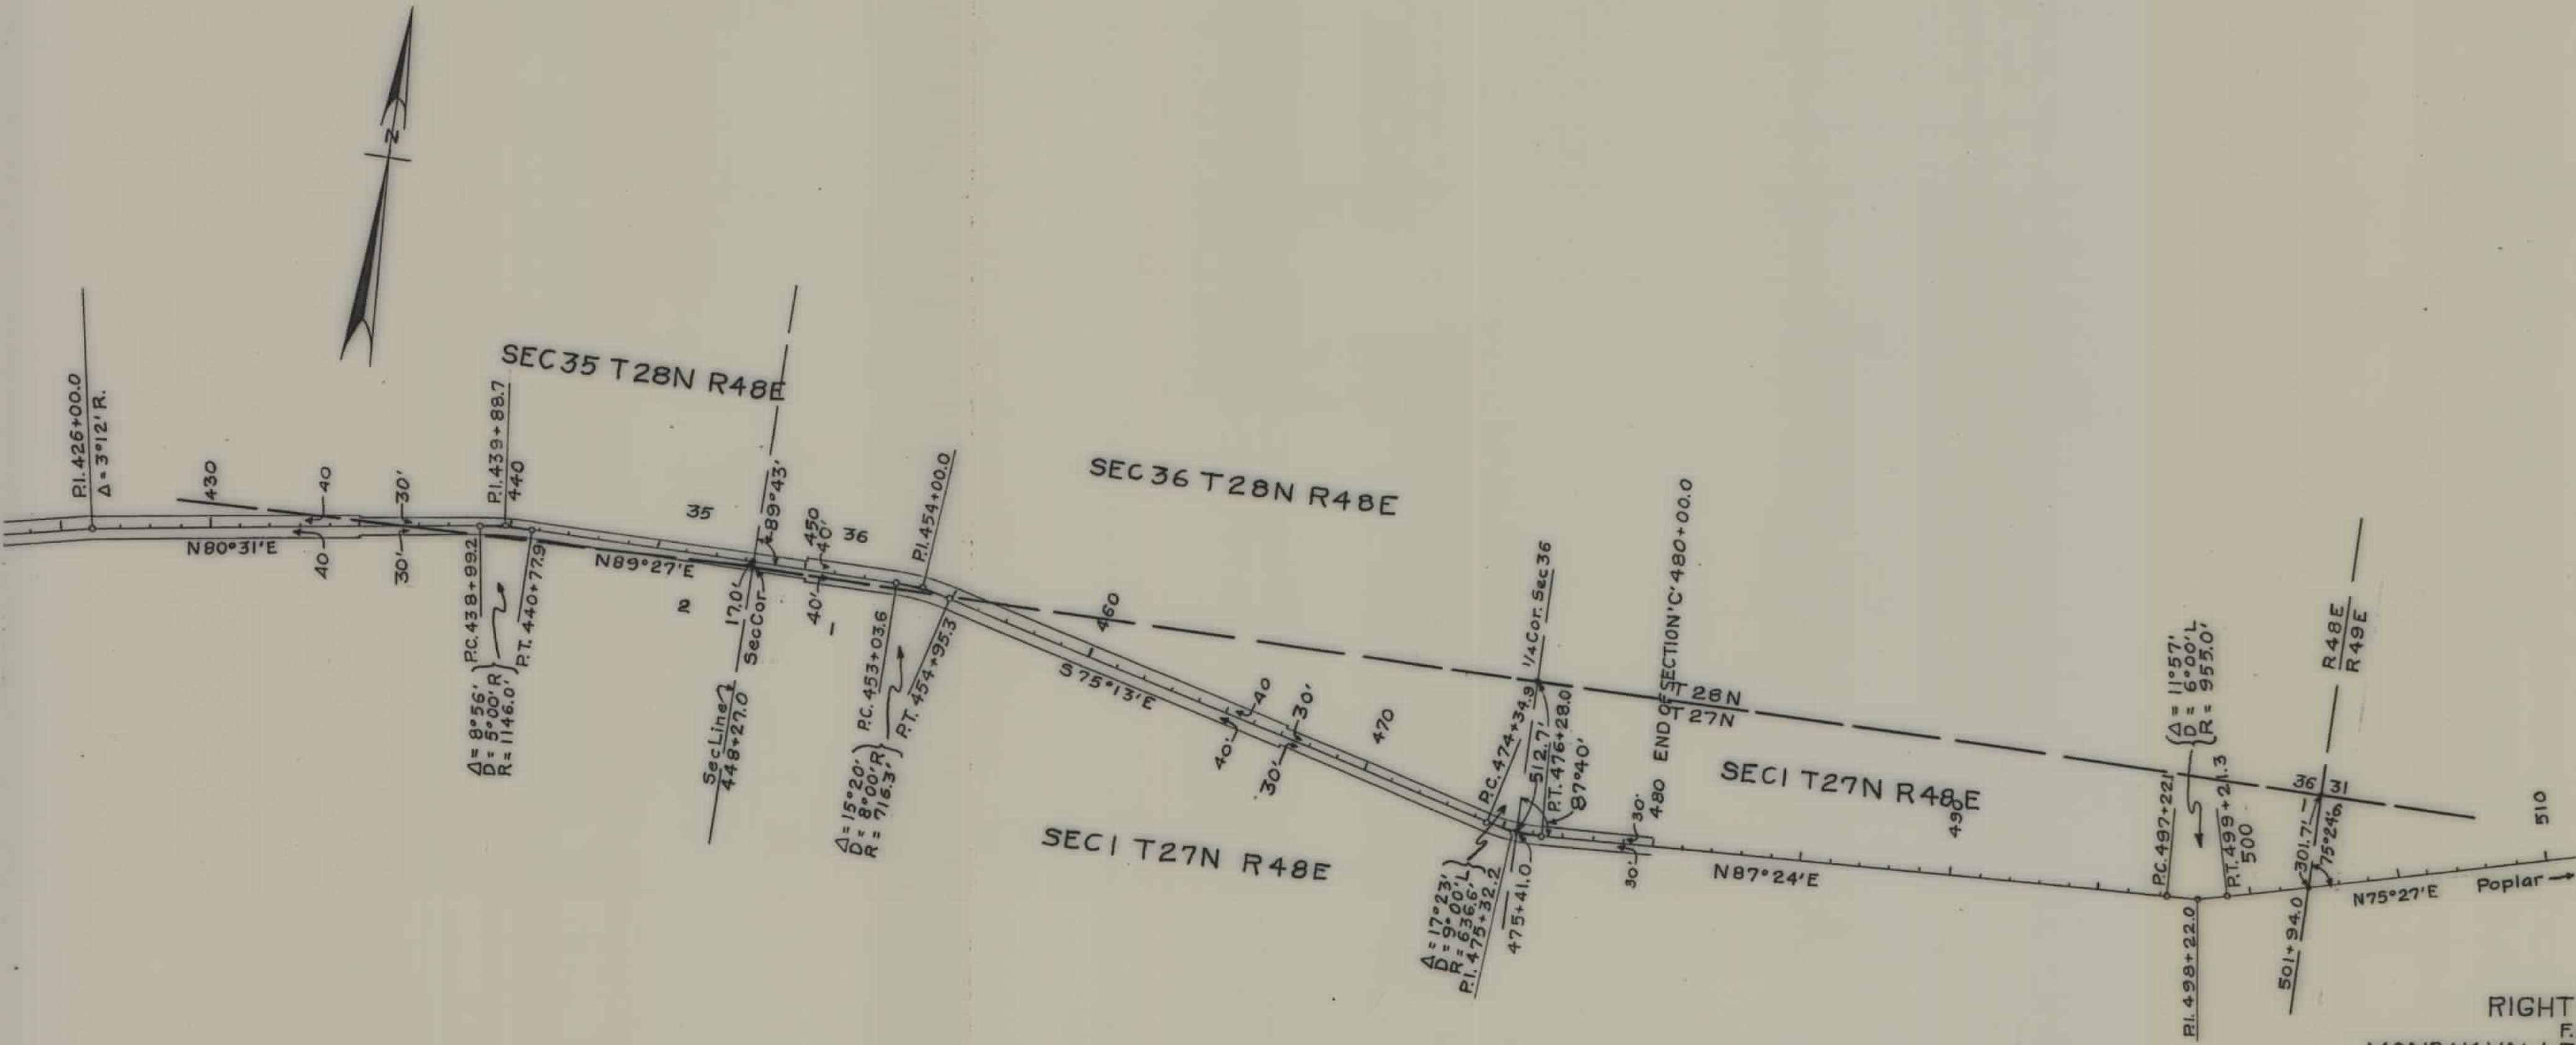 N
P.I. 426+00.0
Δ = 3°12' R.
430
40
30'
N80°31'E
40
30'
P.I. 439+88.7
440
SEC 35 T28N R48E
P.C. 438+99.2
P.T. 440+77.9
Δ = 8°56'
D = 5°00' R
R = 1146.0'
N89°27'E
35
2
89°43'
17.0'
Sec Cor
Sec Line
448+27.0
450
40'
40'
36
1
P.I. 454+00.0
P.C. 453+03.6
P.T. 454+95.3
Δ = 15°20'
D = 8°00' R
R = 716.3'
SEC 36 T28N R48E
460
S75°13'E
40
30'
40'
30'
470
SEC 1 T27N R48E
1/4 Cor. Sec 36
P.C. 474+34.9
512.7'
P.T. 476+28.0
87°40'
Δ = 17°23'
D = 9°00' L
R = 636.6'
P.I. 475+32.2
475+41.0
30'
30'
480 END OF SECTION 'C' 480+00.0
T28N
T27N
SEC 1 T27N R48E
490
N87°24'E
Δ = 11°57'
D = 6°00' L
R = 955.0'
P.C. 497+22.1
P.T. 499+21.3
500
P.I. 498+22.0
R48E
R49E
36 31
1 6
301.7'
75°24'
501+94.0
N75°27'E
Poplar
510
RIGHT
F.